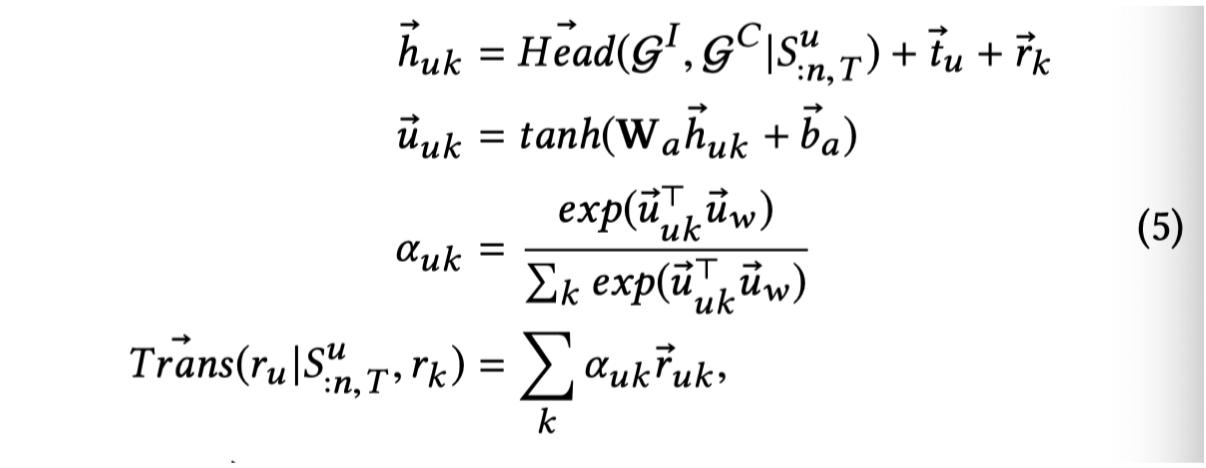 $\vec{h}_{uk} = \vec{Head}(\mathcal{G}^I, \mathcal{G}^C | S^u_{:n,T}) + \vec{t}_u + \vec{r}_k$
$\vec{u}_{uk} = tanh(\mathbf{W}_a \vec{h}_{uk} + \vec{b}_a)$
$\alpha_{uk} = \frac{exp(\vec{u}_{uk}^\top \vec{u}_w)}{\sum_k exp(\vec{u}_{uk}^\top \vec{u}_w)}$ (5)
$\vec{Trans}(r_u | S^u_{:n,T}, r_k) = \sum_k \alpha_{uk} \vec{r}_{uk},$